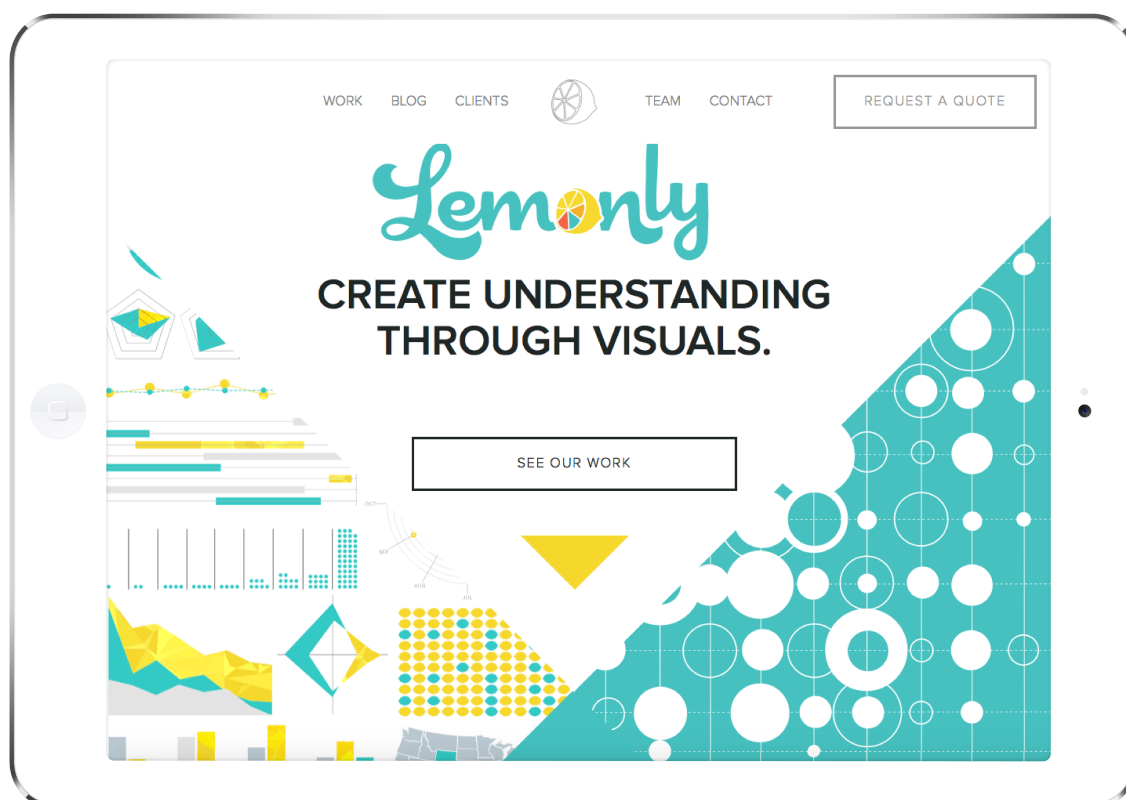 WORK BLOG CLIENTS TEAM CONTACT REQUEST A QUOTE
Lemonly
CREATE UNDERSTANDING
THROUGH VISUALS.
SEE OUR WORK
OCT
SEP
AUG
JUL